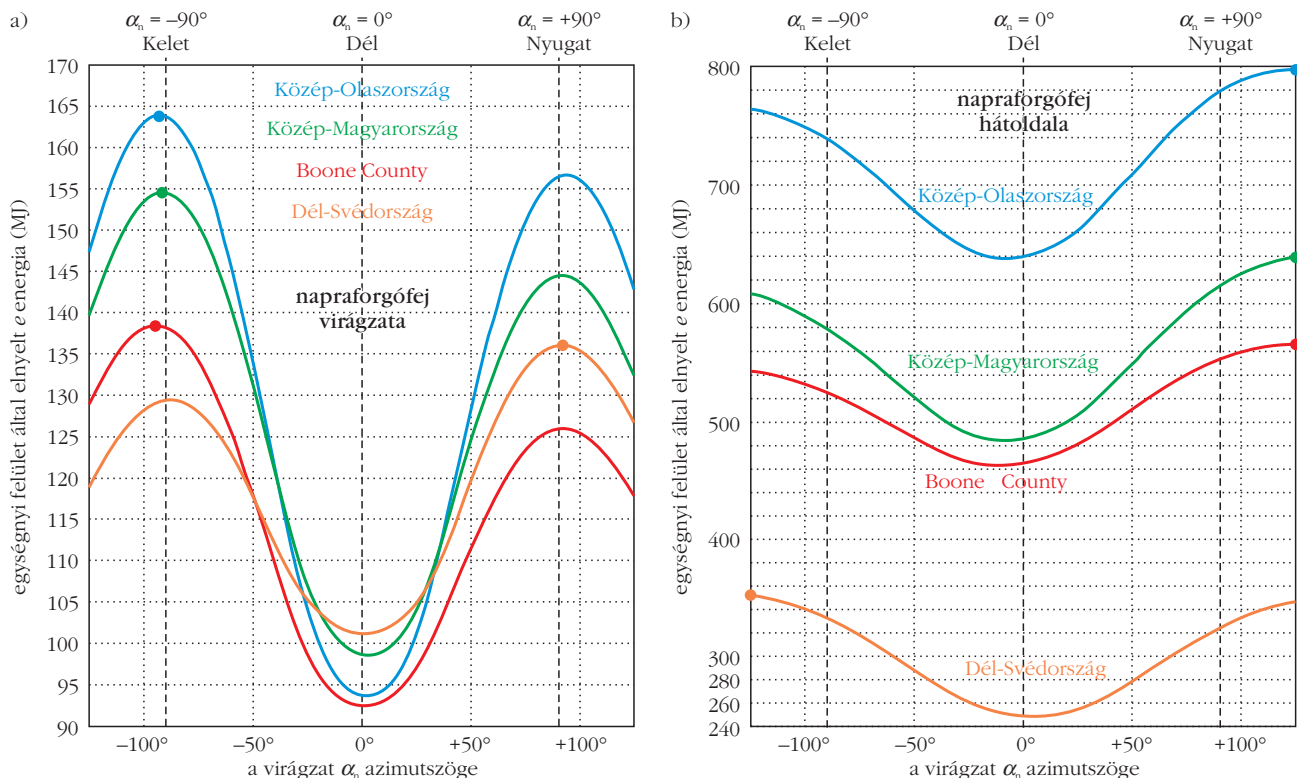 a)
αₙ = –90°
Kelet
αₙ = 0°
Dél
αₙ = +90°
Nyugat
170
165
160
155
150
145
140
135
130
125
120
115
110
105
100
95
90
egységnyi felület által elnyelt e energia (MJ)
Közép-Olaszország
Közép-Magyarország
Boone County
Dél-Svédország
napraforgófej
virágzata
–100°
–50°
0°
+50°
+100°
a virágzat αₙ azimutszöge
b)
αₙ = –90°
Kelet
αₙ = 0°
Dél
αₙ = +90°
Nyugat
800
700
600
500
400
300
280
260
240
egységnyi felület által elnyelt e energia (MJ)
napraforgófej
hátoldala
Közép-Olaszország
Közép-Magyarország
Boone County
Dél-Svédország
–100°
–50°
0°
+50°
+100°
a virágzat αₙ azimutszöge